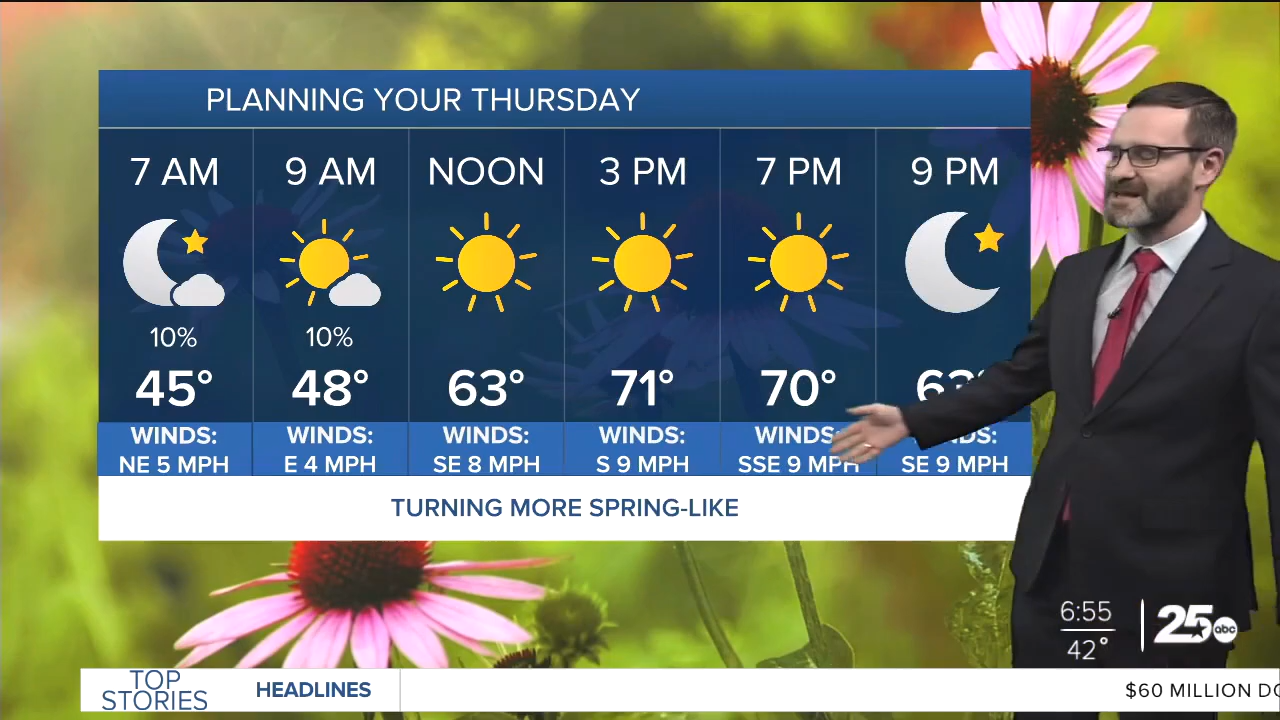 PLANNING YOUR THURSDAY
7 AM
9 AM
NOON
3 PM
7 PM
9 PM
10%
10%
45°
48°
63°
71°
70°
WINDS:
WINDS:
WINDS:
WINDS:
WINDS:
NE 5 MPH
E 4 MPH
SE 8 MPH
S 9 MPH
SSE 9 MPH
SE 9 MPH
TURNING MORE SPRING-LIKE
6:55
42°
25 abc
TOP
STORIES
HEADLINES
$60 MILLION